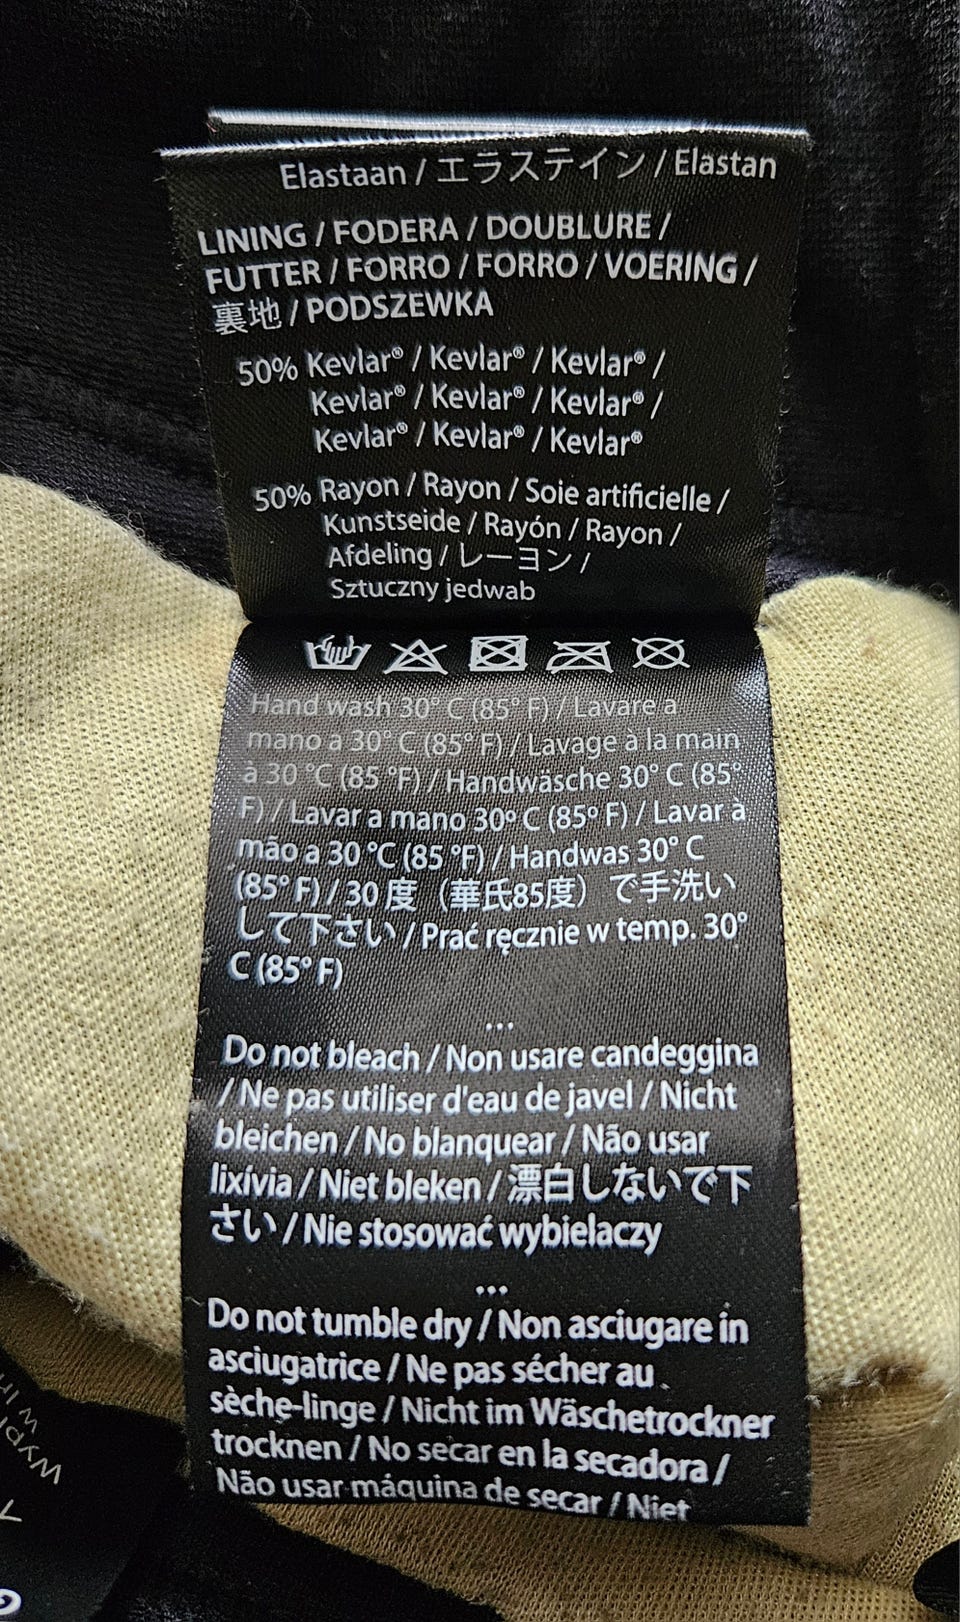 Elastaan / エラステイン / Elastan
LINING / FODERA / DOUBLURE /
FUTTER / FORRO / FORRO / VOERING /
裏地 / PODSZEWKA
50% Kevlar® / Kevlar® / Kevlar® /
Kevlar® / Kevlar® / Kevlar® /
Kevlar® / Kevlar® / Kevlar®
50% Rayon / Rayon / Soie artificielle /
Kunstseide / Rayón / Rayon /
Afdeling / レーヨン /
Sztuczny jedwab
Hand wash 30° C (85° F) / Lavare a
mano a 30° C (85° F) / Lavage à la main
à 30 °C (85 °F) / Handwäsche 30° C (85°
F) / Lavar a mano 30º C (85º F) / Lavar à
mão a 30 °C (85 °F) / Handwas 30° C
(85° F) / 30 度（華氏85度）で手洗い
して下さい / Prać ręcznie w temp. 30°
C (85° F)
...
Do not bleach / Non usare candeggina
/ Ne pas utiliser d'eau de javel / Nicht
bleichen / No blanquear / Não usar
lixívia / Niet bleken / 漂白しないで下
さい / Nie stosować wybielaczy
...
Do not tumble dry / Non asciugare in
asciugatrice / Ne pas sécher au
sèche-linge / Nicht im Wäschetrockner
trocknen / No secar en la secadora /
Não usar máquina de secar / Niet